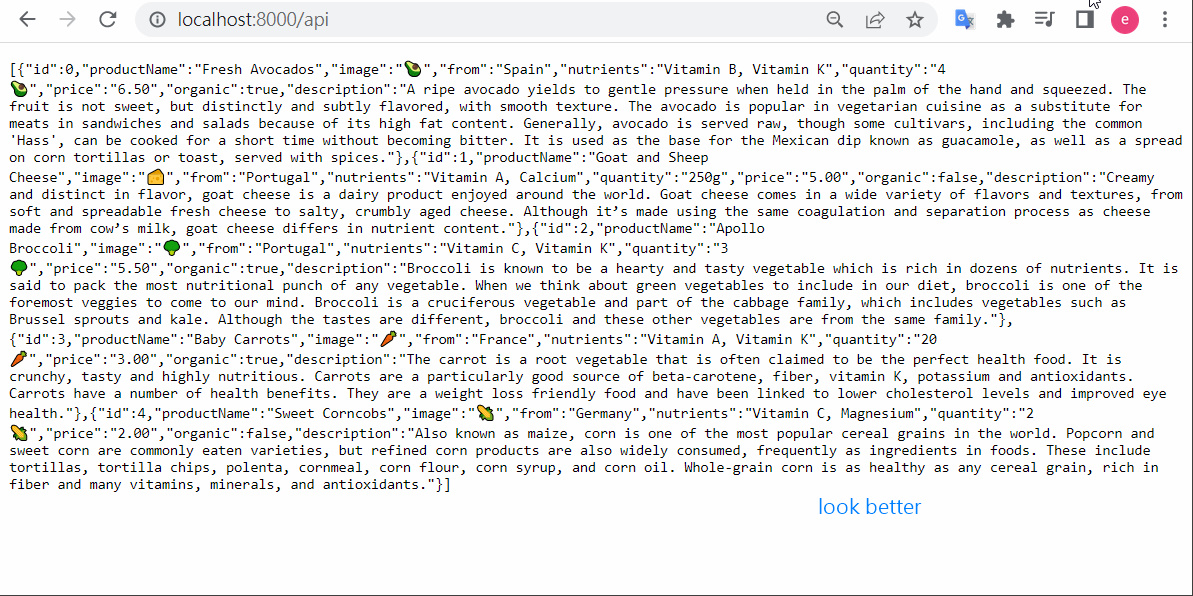 localhost:8000/api
e
[{"id":0,"productName":"Fresh Avocados","image":"🥑","from":"Spain","nutrients":"Vitamin B, Vitamin K","quantity":"4
🥑","price":"6.50","organic":true,"description":"A ripe avocado yields to gentle pressure when held in the palm of the hand and squeezed. The
fruit is not sweet, but distinctly and subtly flavored, with smooth texture. The avocado is popular in vegetarian cuisine as a substitute for
meats in sandwiches and salads because of its high fat content. Generally, avocado is served raw, though some cultivars, including the common
'Hass', can be cooked for a short time without becoming bitter. It is used as the base for the Mexican dip known as guacamole, as well as a spread
on corn tortillas or toast, served with spices."},{"id":1,"productName":"Goat and Sheep
Cheese","image":"🧀","from":"Portugal","nutrients":"Vitamin A, Calcium","quantity":"250g","price":"5.00","organic":false,"description":"Creamy
and distinct in flavor, goat cheese is a dairy product enjoyed around the world. Goat cheese comes in a wide variety of flavors and textures, from
soft and spreadable fresh cheese to salty, crumbly aged cheese. Although it’s made using the same coagulation and separation process as cheese
made from cow’s milk, goat cheese differs in nutrient content."},{"id":2,"productName":"Apollo
Broccoli","image":"🥦","from":"Portugal","nutrients":"Vitamin C, Vitamin K","quantity":"3
🥦","price":"5.50","organic":true,"description":"Broccoli is known to be a hearty and tasty vegetable which is rich in dozens of nutrients. It is
said to pack the most nutritional punch of any vegetable. When we think about green vegetables to include in our diet, broccoli is one of the
foremost veggies to come to our mind. Broccoli is a cruciferous vegetable and part of the cabbage family, which includes vegetables such as
Brussel sprouts and kale. Although the tastes are different, broccoli and these other vegetables are from the same family."},
{"id":3,"productName":"Baby Carrots","image":"🥕","from":"France","nutrients":"Vitamin A, Vitamin K","quantity":"20
🥕","price":"3.00","organic":true,"description":"The carrot is a root vegetable that is often claimed to be the perfect health food. It is
crunchy, tasty and highly nutritious. Carrots are a particularly good source of beta-carotene, fiber, vitamin K, potassium and antioxidants.
Carrots have a number of health benefits. They are a weight loss friendly food and have been linked to lower cholesterol levels and improved eye
health."},{"id":4,"productName":"Sweet Corncobs","image":"🌽","from":"Germany","nutrients":"Vitamin C, Magnesium","quantity":"2
🌽","price":"2.00","organic":false,"description":"Also known as maize, corn is one of the most popular cereal grains in the world. Popcorn and
sweet corn are commonly eaten varieties, but refined corn products are also widely consumed, frequently as ingredients in foods. These include
tortillas, tortilla chips, polenta, cornmeal, corn flour, corn syrup, and corn oil. Whole-grain corn is as healthy as any cereal grain, rich in
fiber and many vitamins, minerals, and antioxidants."}]
look better